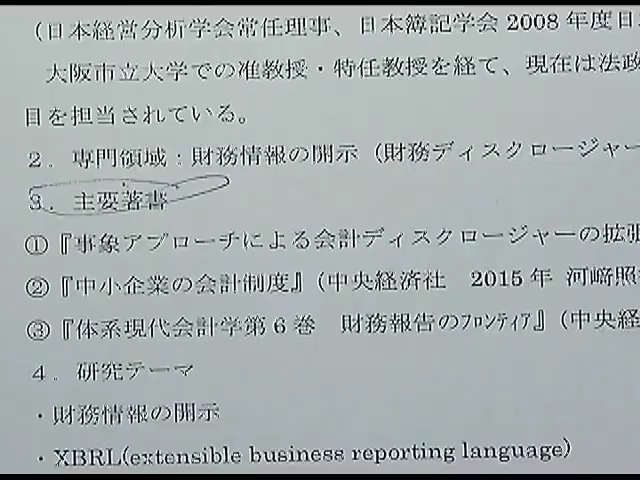 （日本経営分析学会常任理事、日本簿記学会 2008 年度日
大阪市立大学での准教授・特任教授を経て、現在は法政
目を担当されている。
２．専門領域：財務情報の開示（財務ディスクロージャー
３．主要著書
①『事象アプローチによる会計ディスクロージャーの拡張
②『中小企業の会計制度』（中央経済社　2015 年 河﨑照
③『体系現代会計学第６巻　財務報告のﾌﾛﾝﾃｨｱ』（中央経
４．研究テーマ
・財務情報の開示
・XBRL(extensible business reporting language)